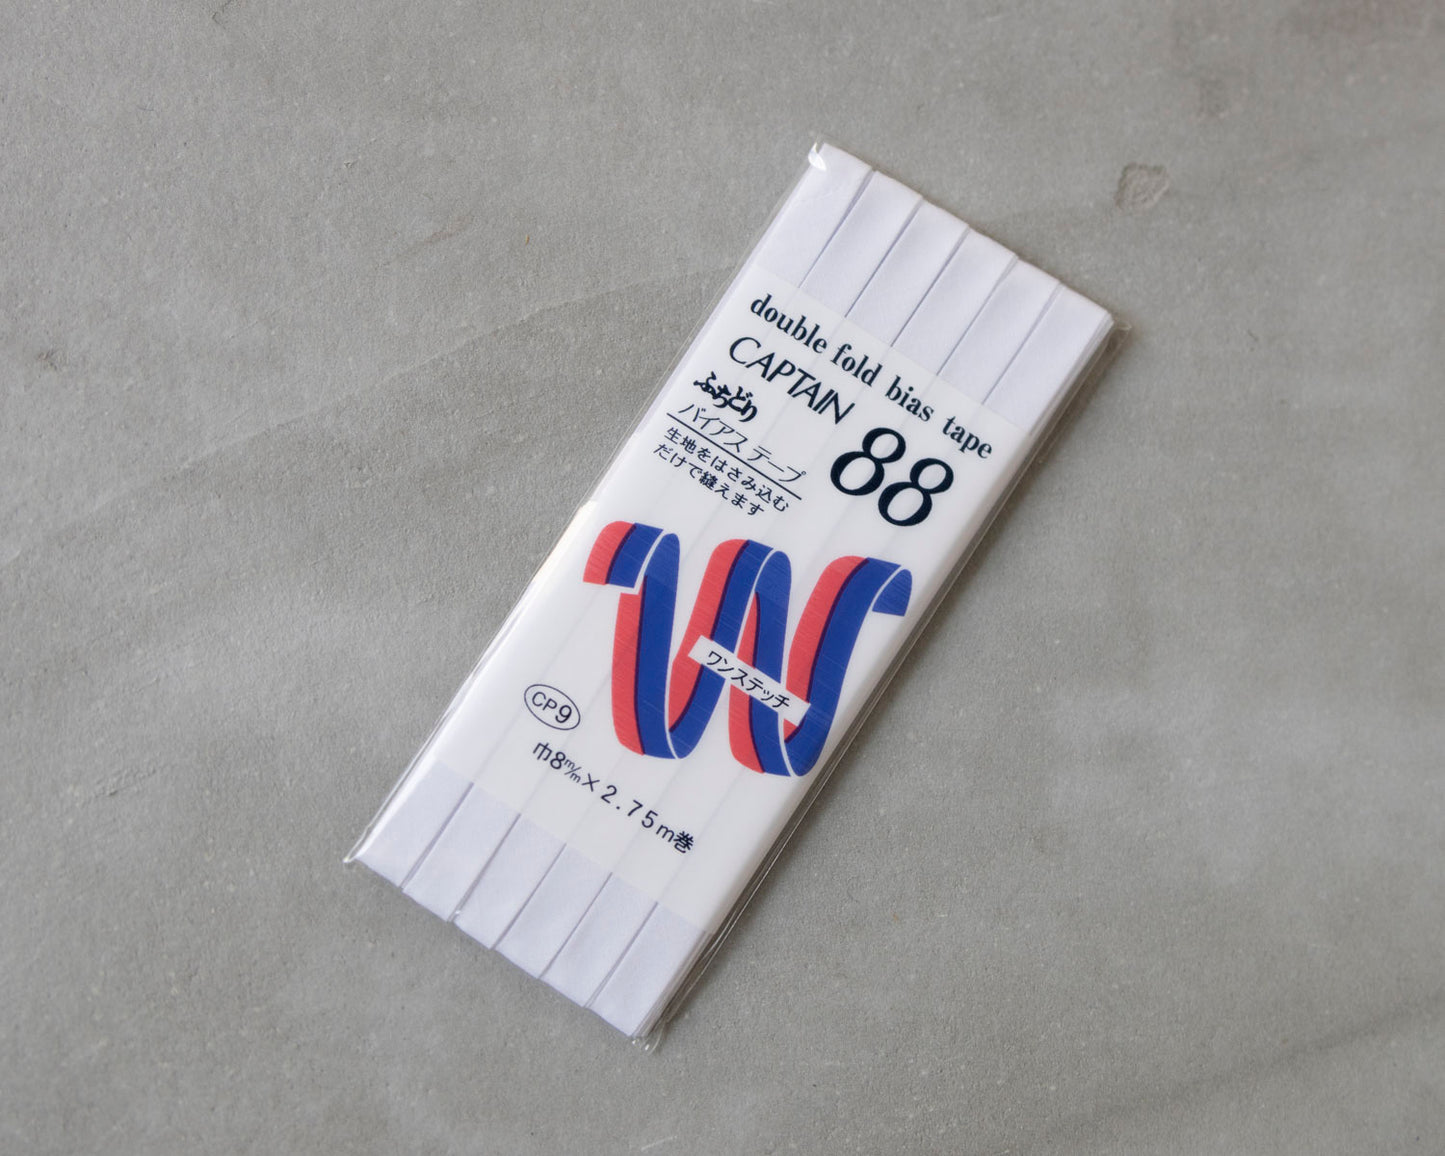 double fold bias tape
CAPTAIN 88
ふちどり
バイアステープ
生地をはさみ込む
だけで縫えます
ワンステッチ
CP9
巾8m/m×2.75m巻